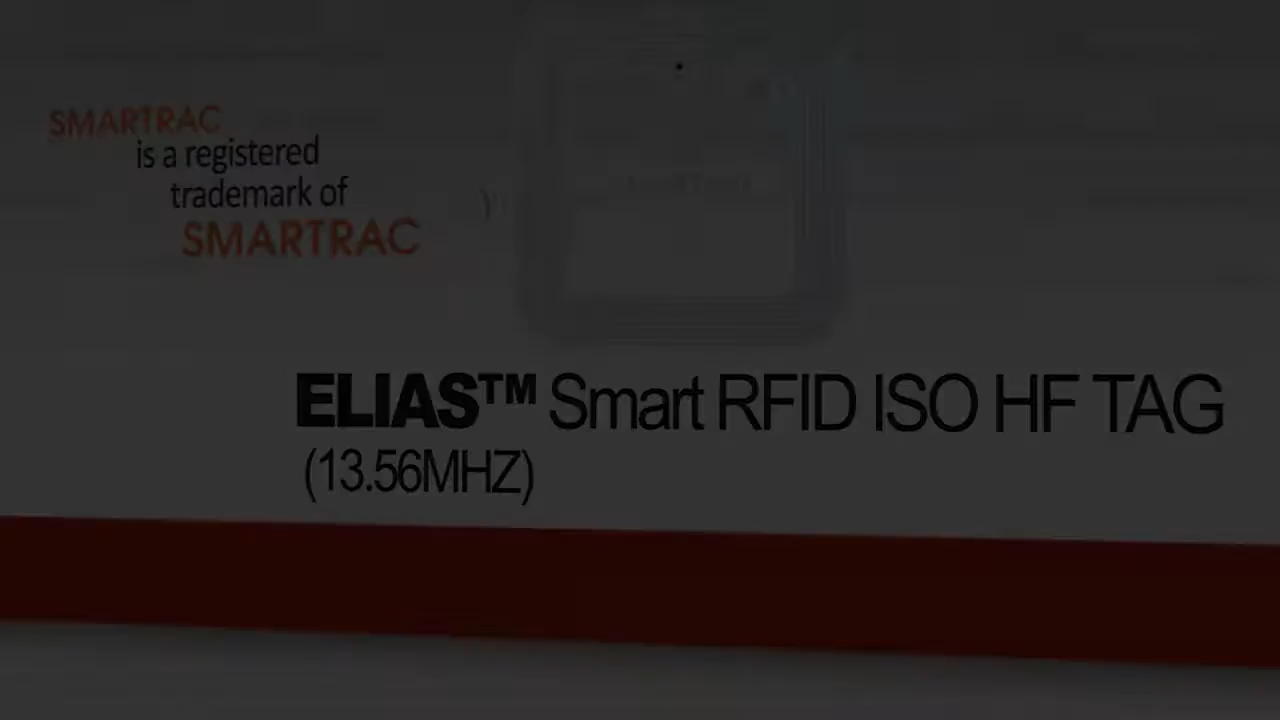 SMARTRAC
is a registered
trademark of
SMARTRAC
ELIAS™ Smart RFID ISO HF TAG
(13.56MHZ)